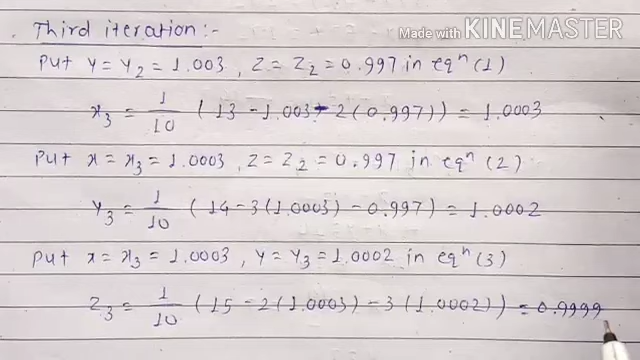 Made with KINEMASTER
Third iteration:-
Put y = y₂ = 1.003, z = z₂ = 0.997 in eqⁿ (1)
x₃ = 1/10 (13 - 1.003 - 2(0.997)) = 1.0003
Put x = x₃ = 1.0003, z = z₂ = 0.997 in eqⁿ (2)
y₃ = 1/10 (14 - 3(1.0003) - 0.997) = 1.0002
Put x = x₃ = 1.0003, y = y₃ = 1.0002 in eqⁿ (3)
z₃ = 1/10 (15 - 2(1.0003) - 3(1.0002)) = 0.9999